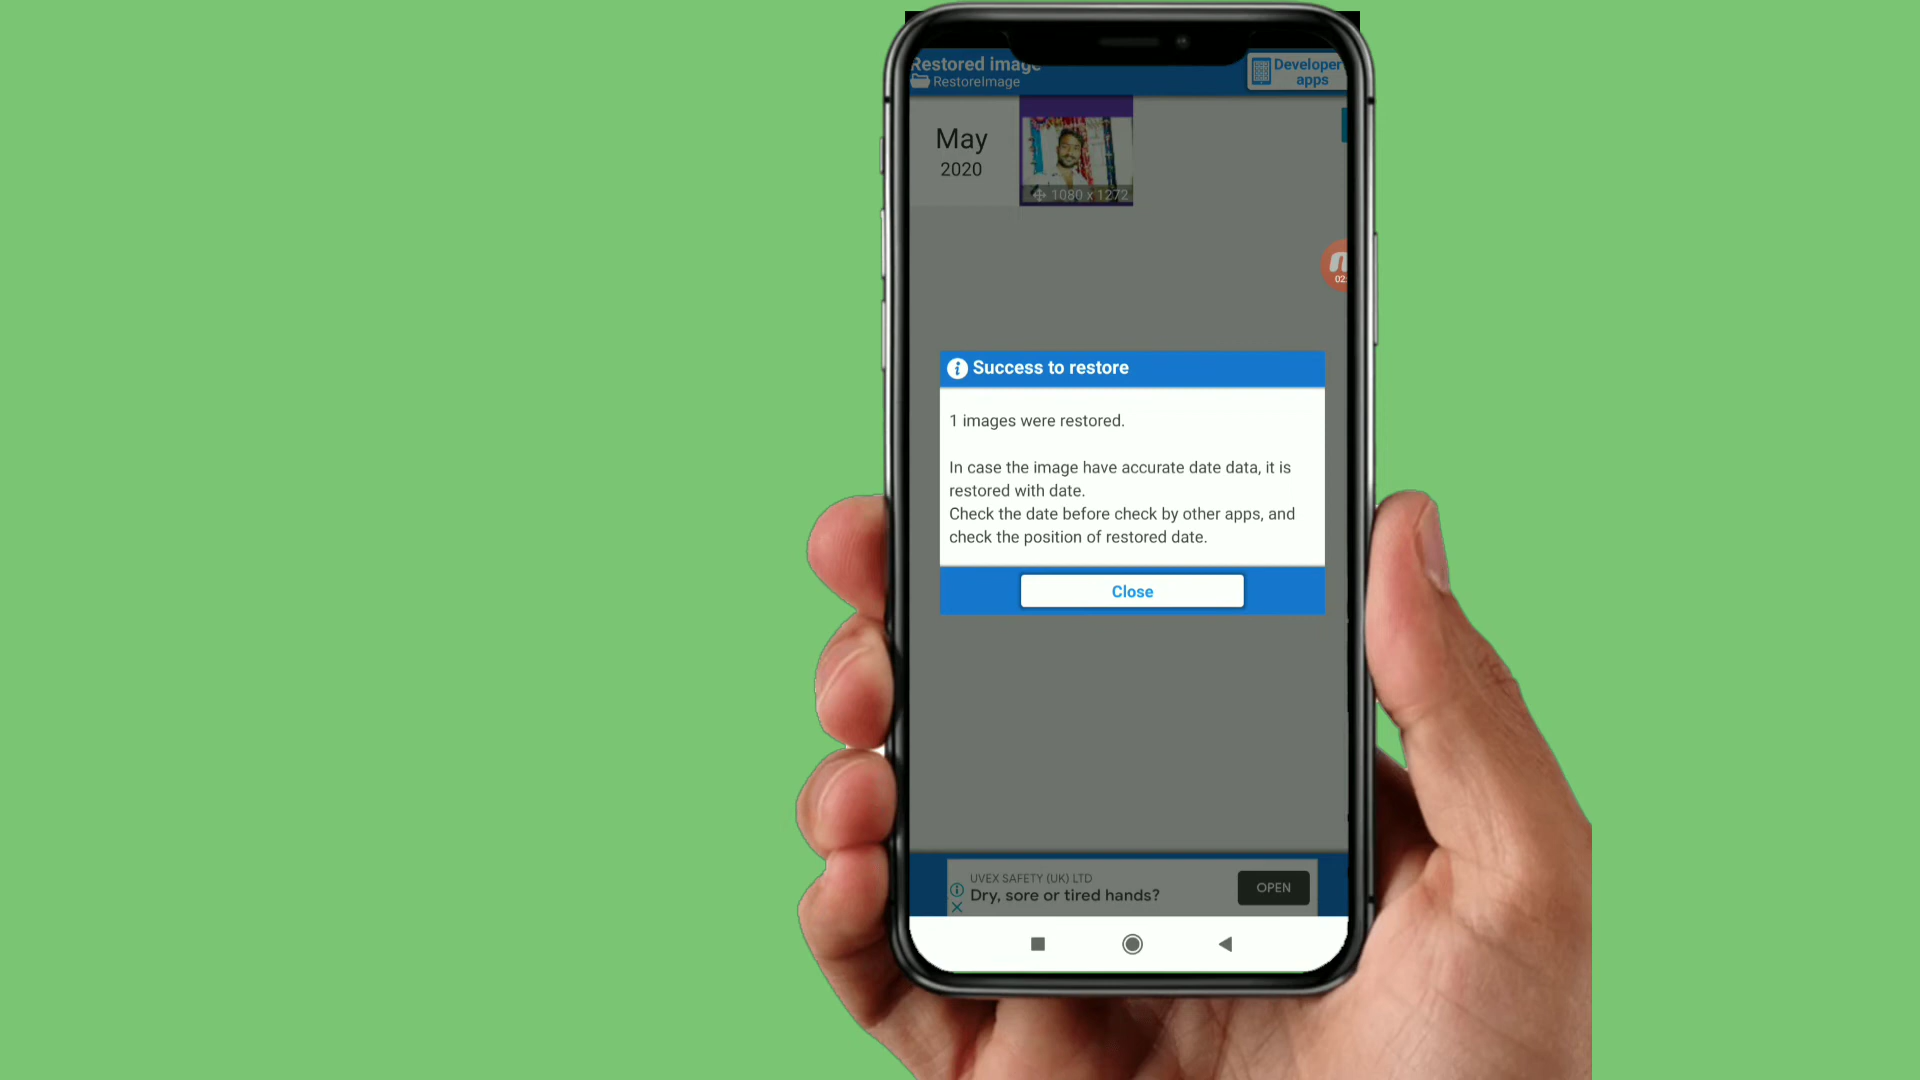 Restored image
RestoreImage
Developer
apps
May
2020
1080 x 1272
02
Success to restore
1 images were restored.
In case the image have accurate date data, it is
restored with date.
Check the date before check by other apps, and
check the position of restored date.
Close
UVEX SAFETY (UK) LTD
Dry, sore or tired hands?
OPEN